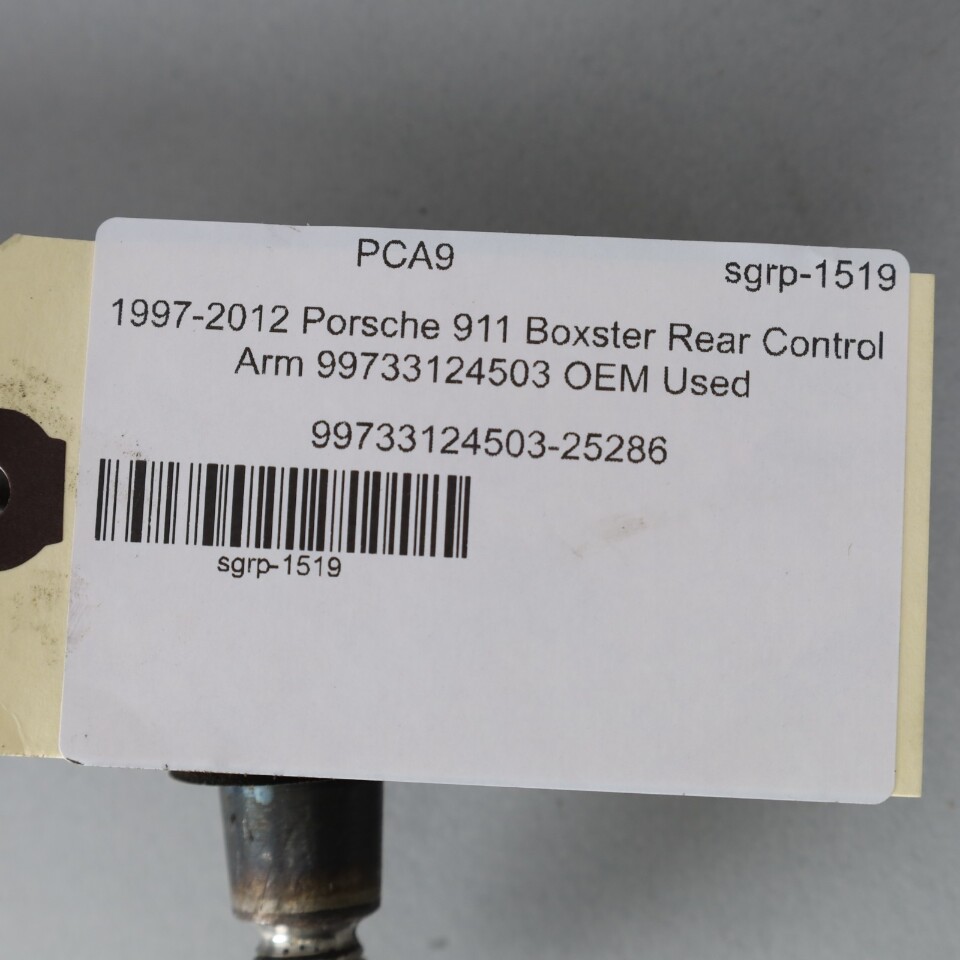 PCA9 sgrp-1519
1997-2012 Porsche 911 Boxster Rear Control
Arm 99733124503 OEM Used
99733124503-25286
sgrp-1519